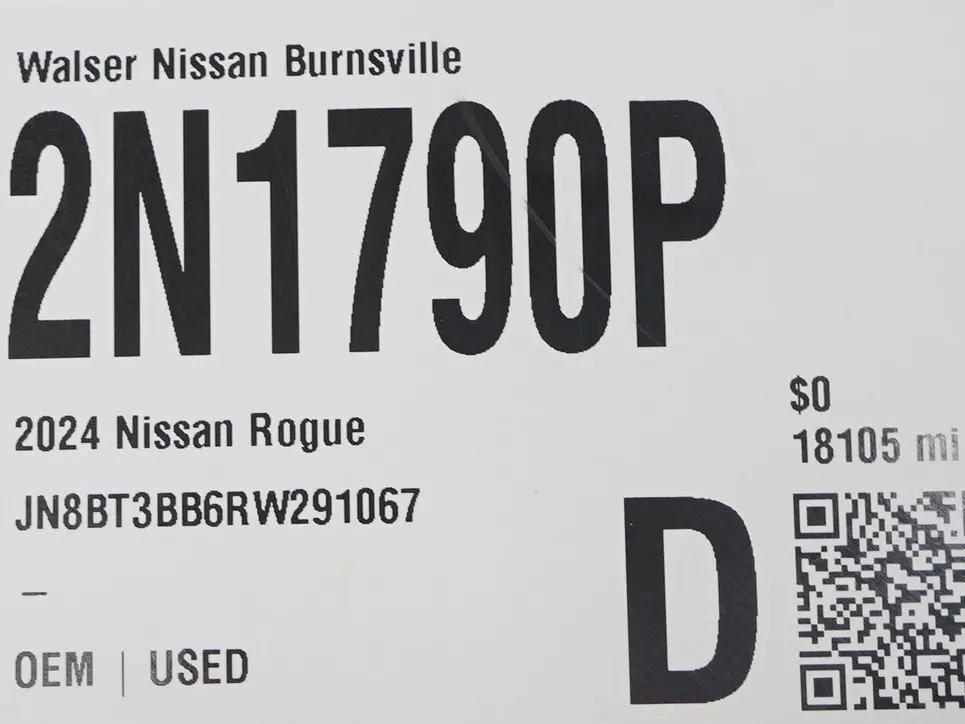 Walser Nissan Burnsville
2N1790P
2024 Nissan Rogue
$0
18105 mi
JN8BT3BB6RW291067
–
D
OEM | USED